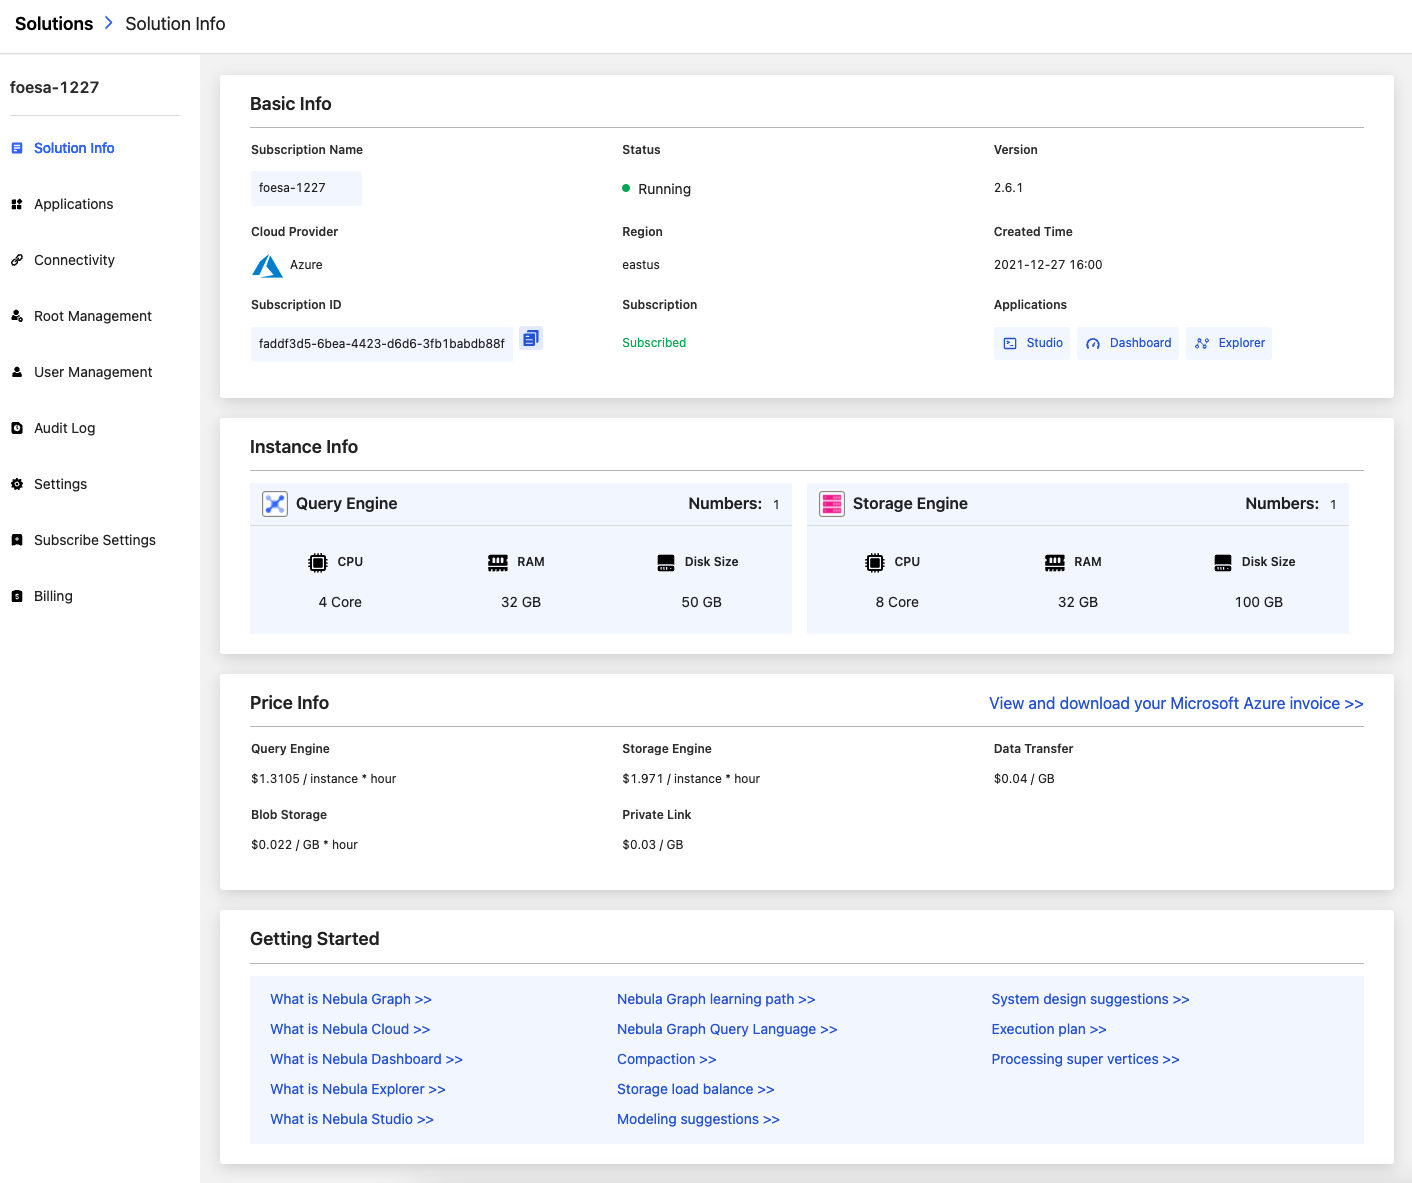 Solutions > Solution Info
foesa-1227
Solution Info
Applications
Connectivity
Root Management
User Management
Audit Log
Settings
Subscribe Settings
Billing
Basic Info
Subscription Name Status Version
foesa-1227 Running 2.6.1
Cloud Provider Region Created Time
Azure eastus 2021-12-27 16:00
Subscription ID Subscription Applications
faddf3d5-6bea-4423-d6d6-3fb1babdb88f Subscribed Studio Dashboard Explorer
Instance Info
Query Engine Numbers: 1
CPU RAM Disk Size
4 Core 32 GB 50 GB
Storage Engine Numbers: 1
CPU RAM Disk Size
8 Core 32 GB 100 GB
Price Info View and download your Microsoft Azure invoice >>
Query Engine Storage Engine Data Transfer
$1.3105 / instance * hour $1.971 / instance * hour $0.04 / GB
Blob Storage Private Link
$0.022 / GB * hour $0.03 / GB
Getting Started
What is Nebula Graph >> Nebula Graph learning path >> System design suggestions >>
What is Nebula Cloud >> Nebula Graph Query Language >> Execution plan >>
What is Nebula Dashboard >> Compaction >> Processing super vertices >>
What is Nebula Explorer >> Storage load balance >>
What is Nebula Studio >> Modeling suggestions >>